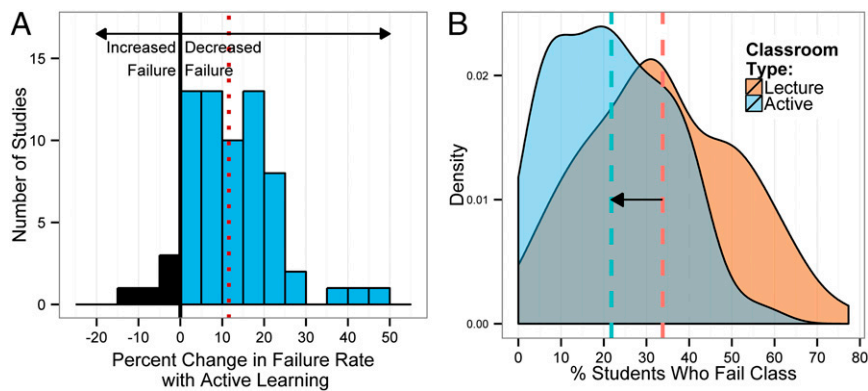 A
Increased Decreased
Failure Failure
15
10
5
0
Number of Studies
-20 -10 0 10 20 30 40 50
Percent Change in Failure Rate
with Active Learning
B
Classroom
Type:
Lecture
Active
0.02
0.01
0.00
Density
0 10 20 30 40 50 60 70 80
% Students Who Fail Class